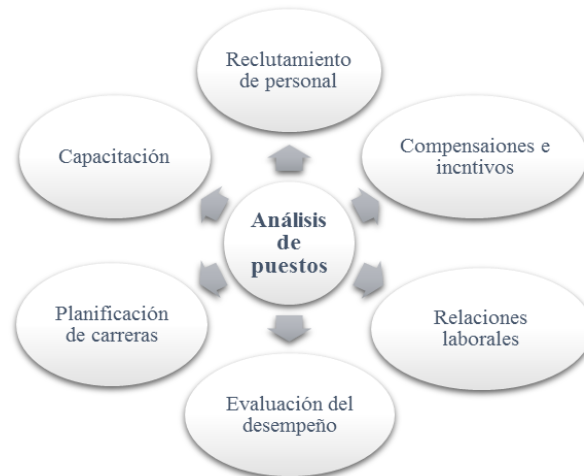 Reclutamiento
de personal
Capacitación
Compensaiones e
incntivos
Análisis
de
puestos
Planificación
de carreras
Relaciones
laborales
Evaluación del
desempeño